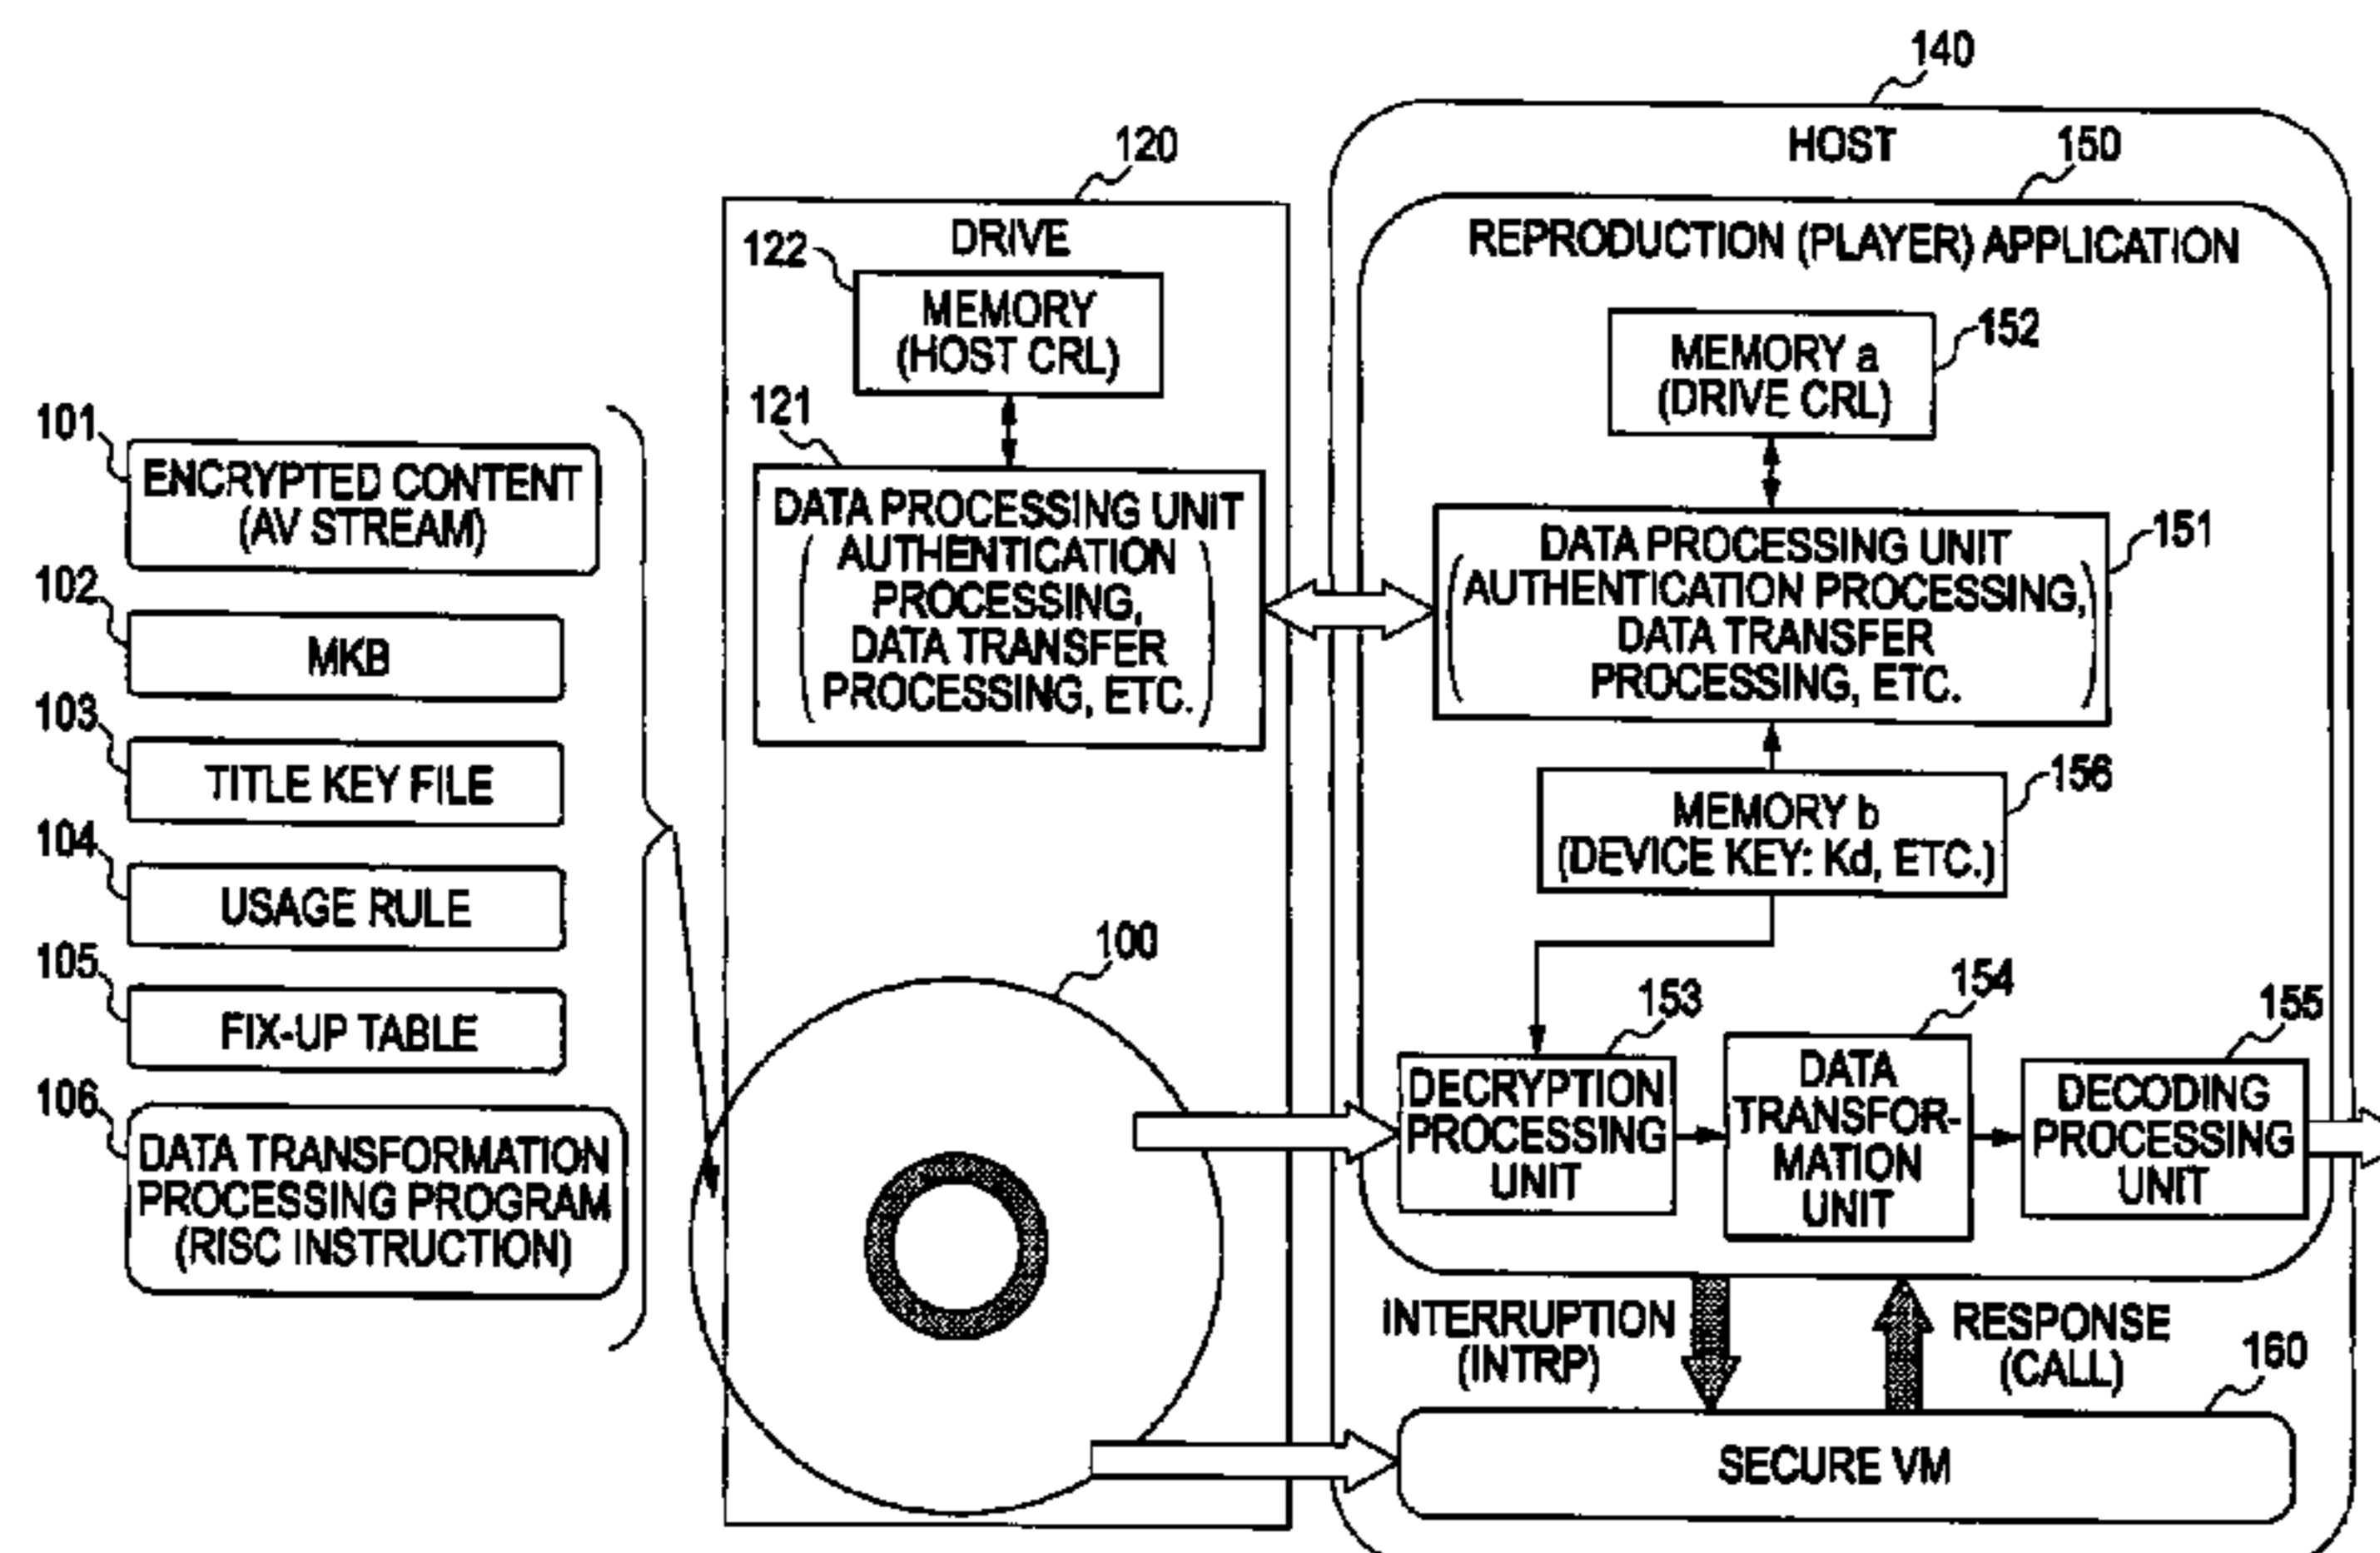 101
ENCRYPTED CONTENT
(AV STREAM)
102
MKB
103
TITLE KEY FILE
104
USAGE RULE
105
FIX-UP TABLE
106
DATA TRANSFORMATION
PROCESSING PROGRAM
(RISC INSTRUCTION)
120
DRIVE
122
MEMORY
(HOST CRL)
121
DATA PROCESSING UNIT
AUTHENTICATION
PROCESSING,
DATA TRANSFER
PROCESSING, ETC.
100
140
HOST
150
REPRODUCTION (PLAYER) APPLICATION
152
MEMORY a
(DRIVE CRL)
151
DATA PROCESSING UNIT
AUTHENTICATION PROCESSING,
DATA TRANSFER
PROCESSING, ETC.
156
MEMORY b
(DEVICE KEY: Kd, ETC.)
153
DECRYPTION
PROCESSING
UNIT
154
DATA
TRANSFOR-
MATION
UNIT
155
DECODING
PROCESSING
UNIT
INTERRUPTION
(INTRP)
RESPONSE
(CALL)
160
SECURE VM